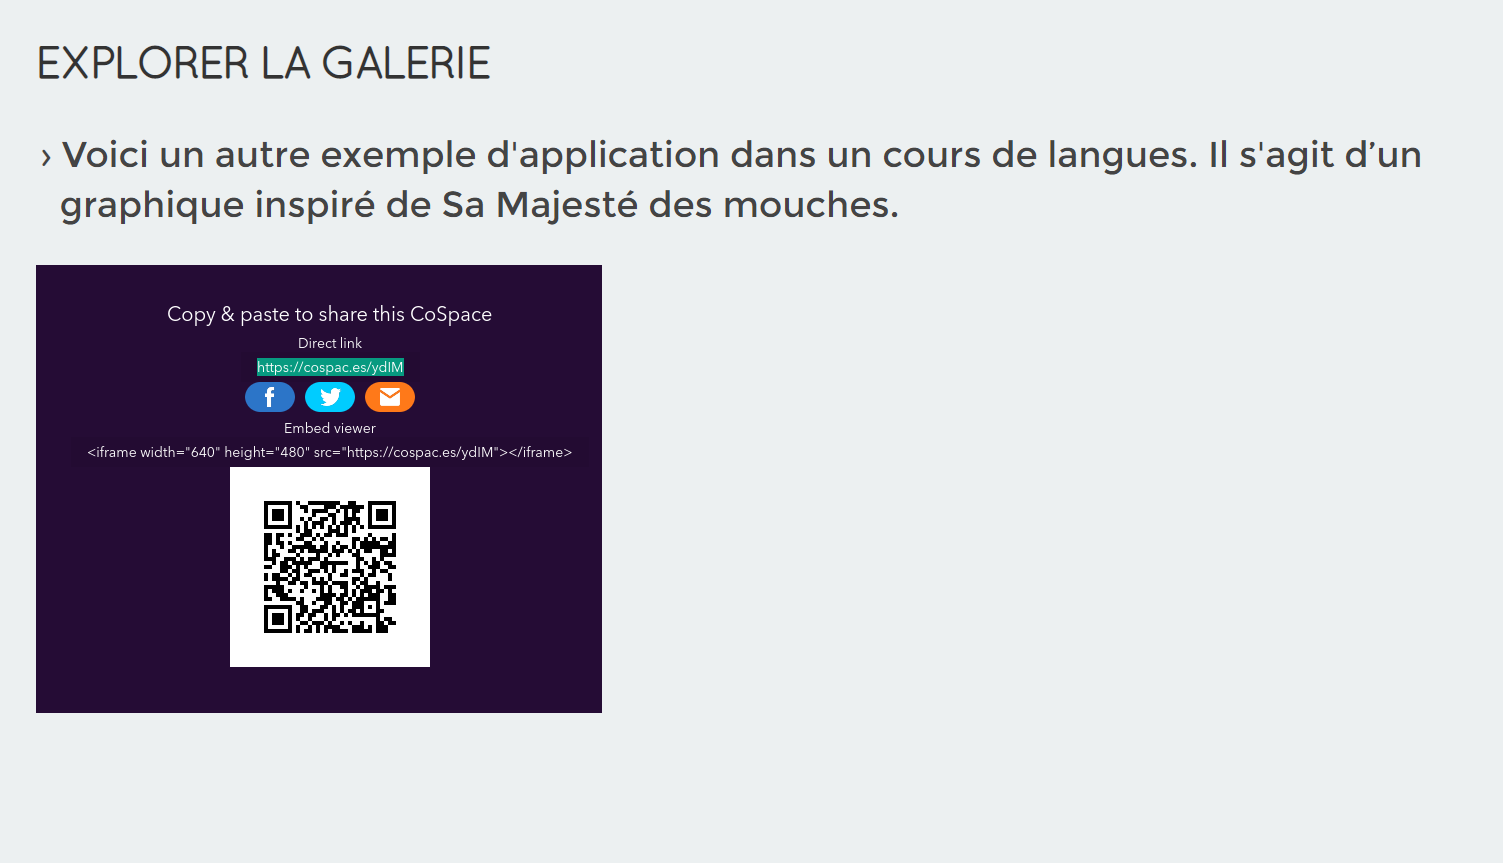 EXPLORER LA GALERIE
› Voici un autre exemple d'application dans un cours de langues. Il s'agit d’un
graphique inspiré de Sa Majesté des mouches.
Copy & paste to share this CoSpace
Direct link
https://cospac.es/ydIM
Embed viewer
<iframe width="640" height="480" src="https://cospac.es/ydIM"></iframe>